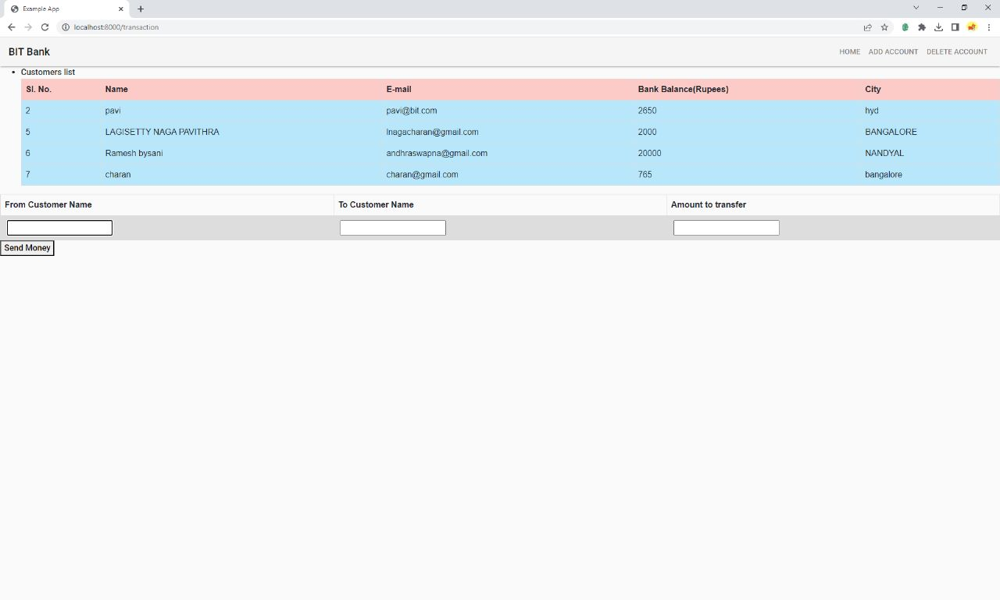 Example App
localhost:8000/transaction
BIT Bank HOME ADD ACCOUNT DELETE ACCOUNT
Customers list
Sl. No. Name E-mail Bank Balance(Rupees) City
2 pavi pavi@bit.com 2650 hyd
5 LAGISETTY NAGA PAVITHRA lnagacharan@gmail.com 2000 BANGALORE
6 Ramesh bysani andhraswapna@gmail.com 20000 NANDYAL
7 charan charan@gmail.com 765 bangalore
From Customer Name To Customer Name Amount to transfer
Send Money